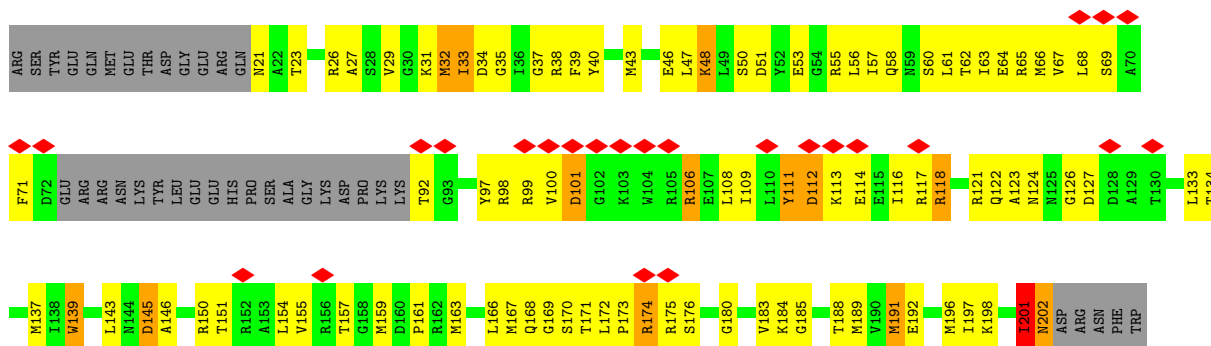 ARG SER TYR GLU GLN MET GLU THR ASP GLY GLU ARG GLN N21 A22 T23 R26 A27 S28 V29 G30 K31 M32 I33 D34 G35 I36 G37 R38 F39 Y40 M43 E46 L47 K48 L49 S50 D51 Y52 E53 G54 R55 L56 I57 Q58 N59 S60 L61 T62 I63 E64 R65 M66 V67 L68 S69 A70
F71 D72 GLU ARG ARG ASN LYS TYR LEU GLU GLU HIS PRO SER ALA GLY LYS ASP PRO LYS LYS T92 G93 Y97 R98 R99 V100 D101 G102 K103 W104 R105 R106 E107 L108 I109 L110 Y111 D112 K113 E114 E115 I116 R117 R118 R121 Q122 A123 N124 N125 G126 D127 D128 A129 T130 L133 T134
M137 I138 W139 L143 N144 D145 A146 R150 T151 R152 A153 L154 V155 R156 T157 G158 M159 D160 P161 R162 M163 L166 M167 Q168 G169 S170 T171 L172 P173 R174 R175 S176 G180 V183 K184 G185 T188 M189 V190 M191 E192 M196 I197 K198 I201 N202 ASP ARG ASN PHE TRP